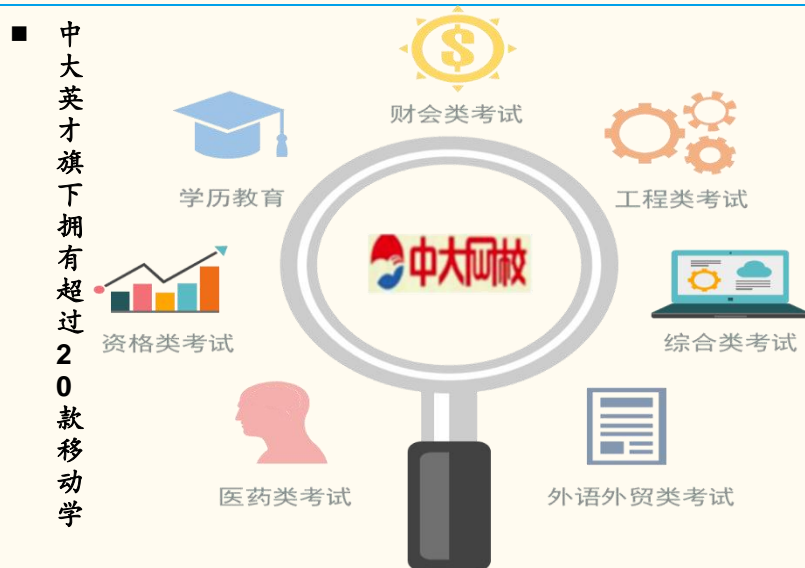 中大英才旗下拥有超过20款移动学
财会类考试
学历教育
工程类考试
中大网校
资格类考试
综合类考试
医药类考试
外语外贸类考试